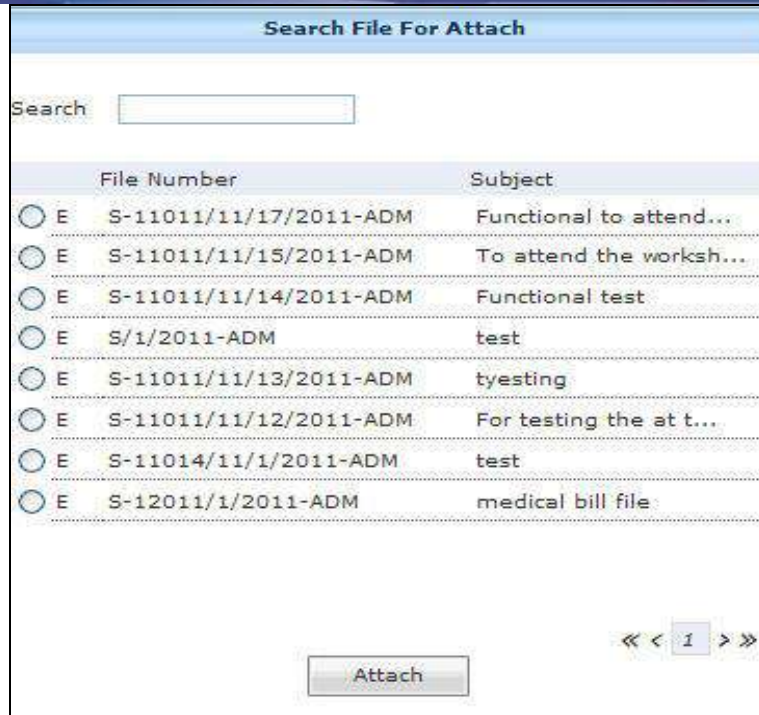 Search File For Attach
Search
File Number Subject
E S-11011/11/17/2011-ADM Functional to attend...
E S-11011/11/15/2011-ADM To attend the worksh...
E S-11011/11/14/2011-ADM Functional test
E S/1/2011-ADM test
E S-11011/11/13/2011-ADM tyesting
E S-11011/11/12/2011-ADM For testing the at t...
E S-11014/11/1/2011-ADM test
E S-12011/1/2011-ADM medical bill file
« < 1 > »
Attach